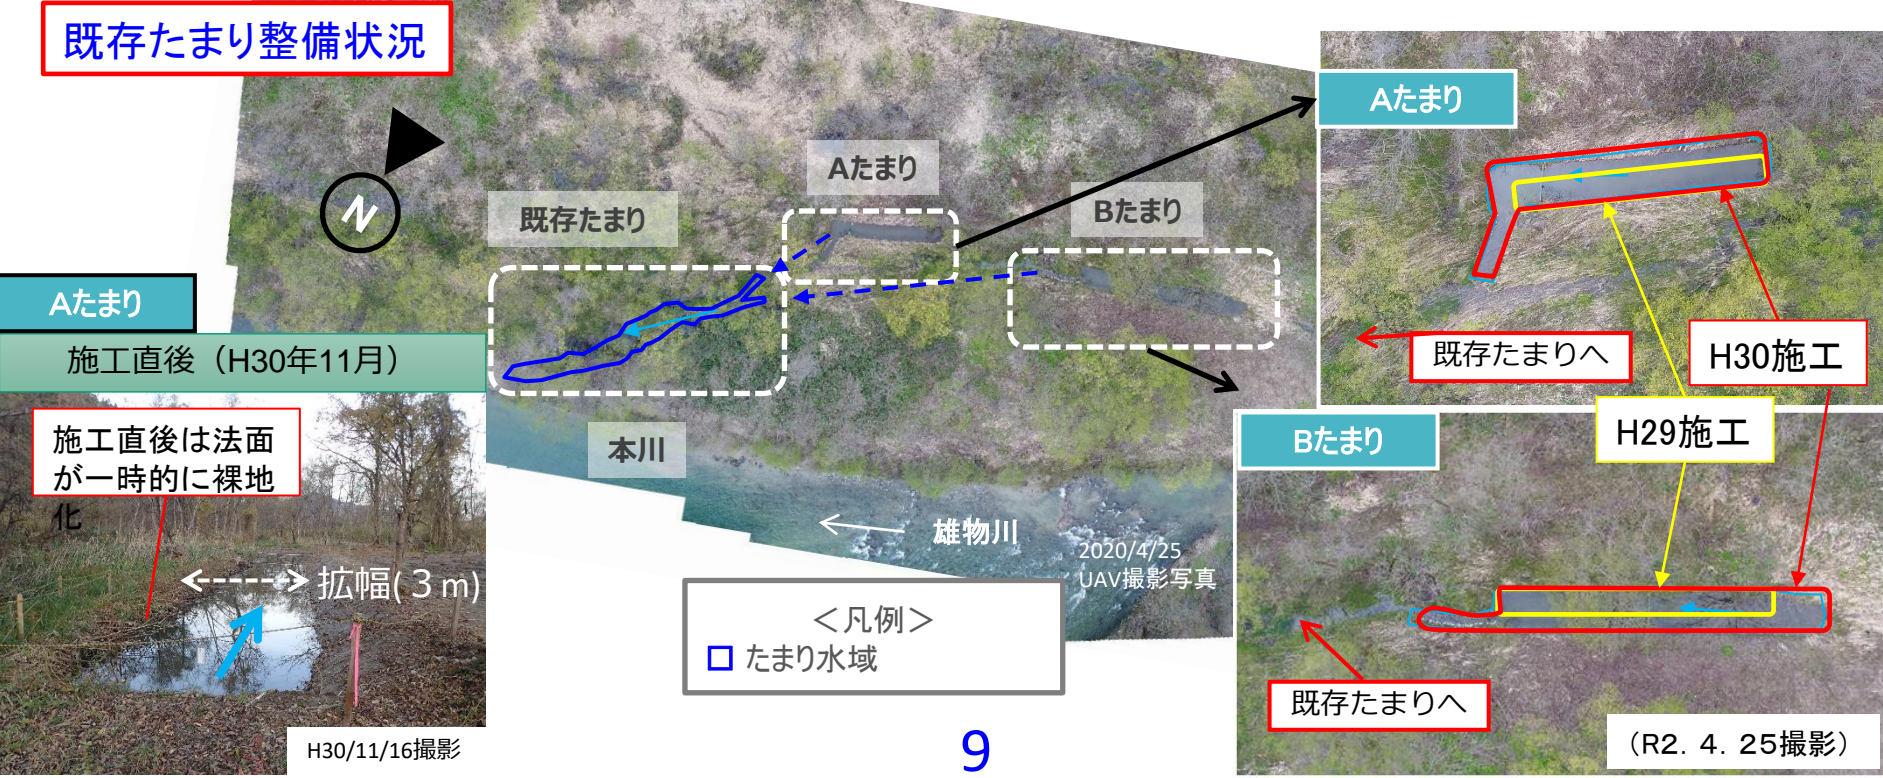 既存たまり整備状況
N
既存たまり
Aたまり
Bたまり
本川
雄物川
2020/4/25
UAV撮影写真
<凡例>
たまり水域
Aたまり
施工直後（H30年11月）
施工直後は法面
が一時的に裸地
化
拡幅(３m)
H30/11/16撮影
Aたまり
既存たまりへ
H30施工
H29施工
Bたまり
既存たまりへ
（R2．4．25撮影）
9